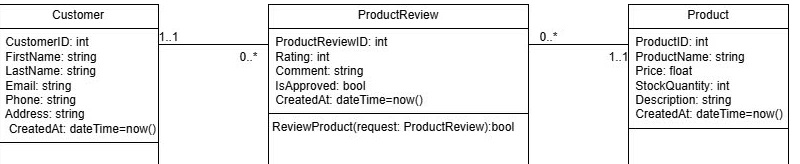 Customer
CustomerID: int
FirstName: string
LastName: string
Email: string
Phone: string
Address: string
CreatedAt: dateTime=now()
1..1
0..*
ProductReview
ProductReviewID: int
Rating: int
Comment: string
IsApproved: bool
CreatedAt: dateTime=now()
ReviewProduct(request: ProductReview):bool
0..*
1..1
Product
ProductID: int
ProductName: string
Price: float
StockQuantity: int
Description: string
CreatedAt: dateTime=now()